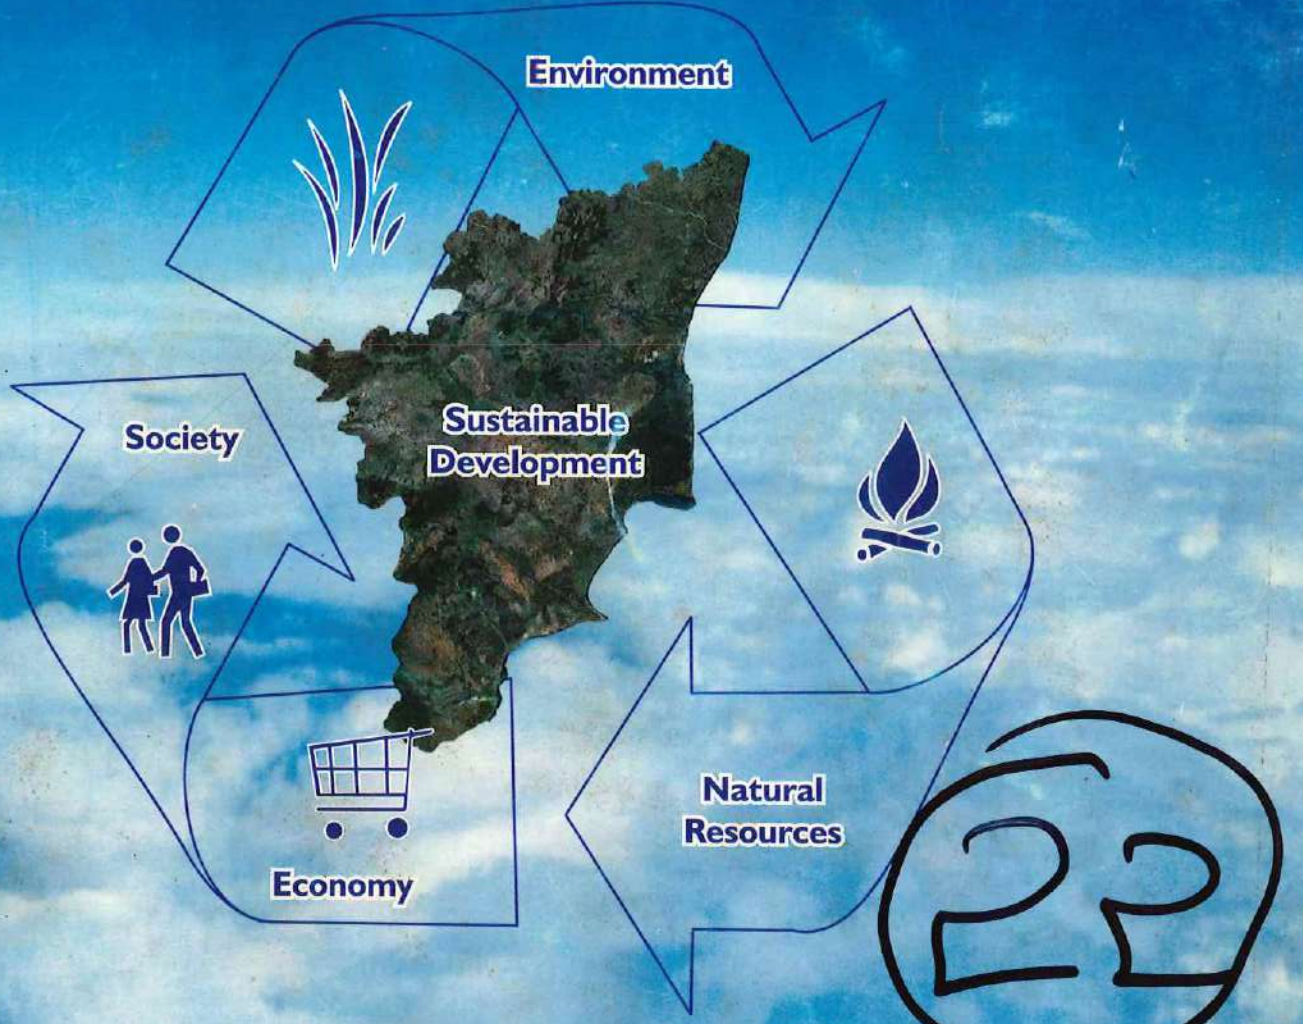 Environment
Society
Sustainable
Development
Natural
Resources
Economy
22